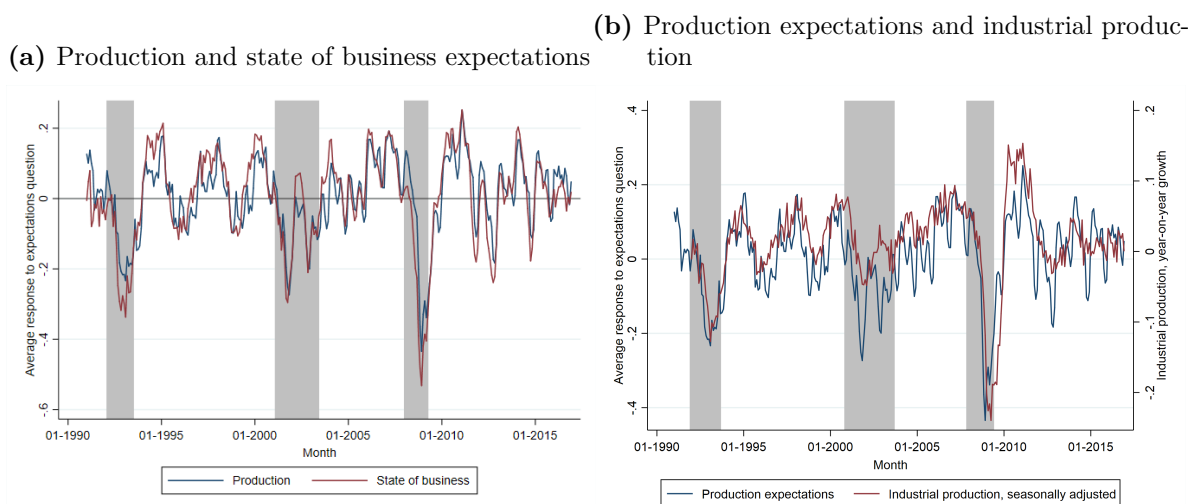 (a) Production and state of business expectations
Average response to expectations question
.2
0
-.2
-.4
-.6
01-1990
01-1995
01-2000
01-2005
01-2010
01-2015
Month
Production
State of business
(b) Production expectations and industrial produc-
tion
Average response to expectations question
.4
.2
0
-.2
-.4
Industrial production, year-on-year growth
.2
.1
0
-.1
-.2
01-1990
01-1995
01-2000
01-2005
01-2010
01-2015
Month
Production expectations
Industrial production, seasonally adjusted